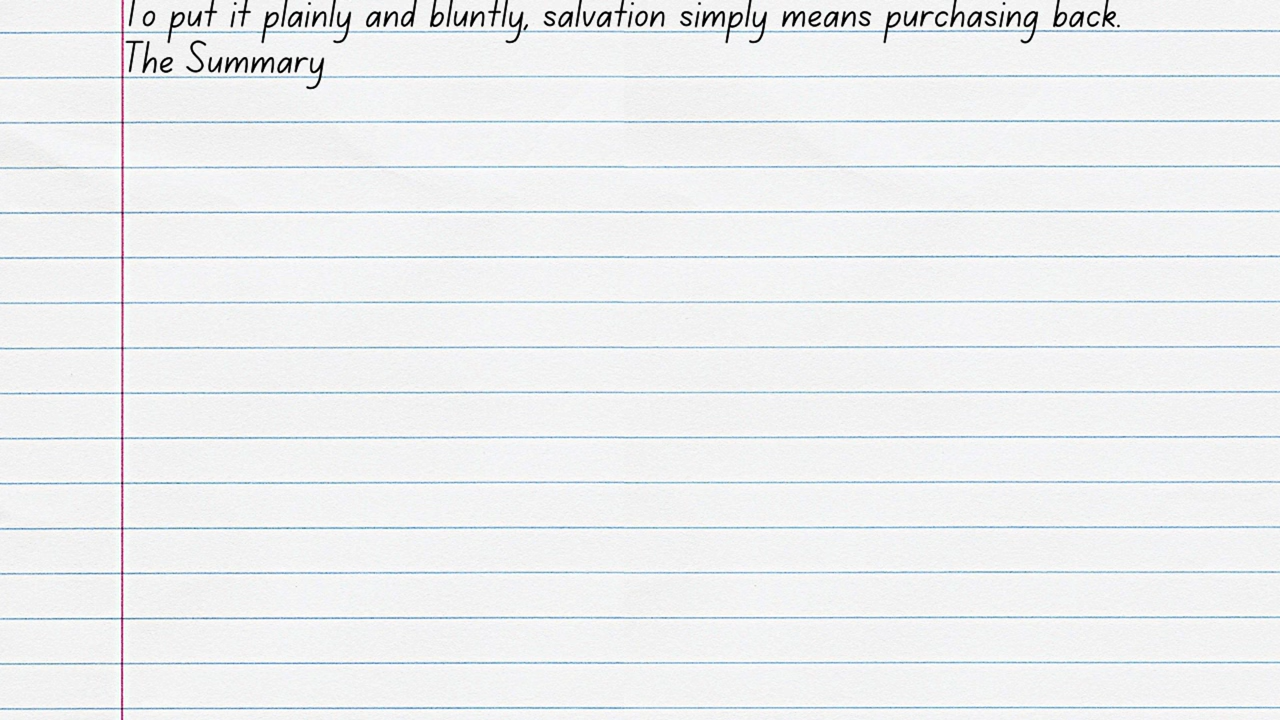 To put it plainly and bluntly, salvation simply means purchasing back.
The Summary